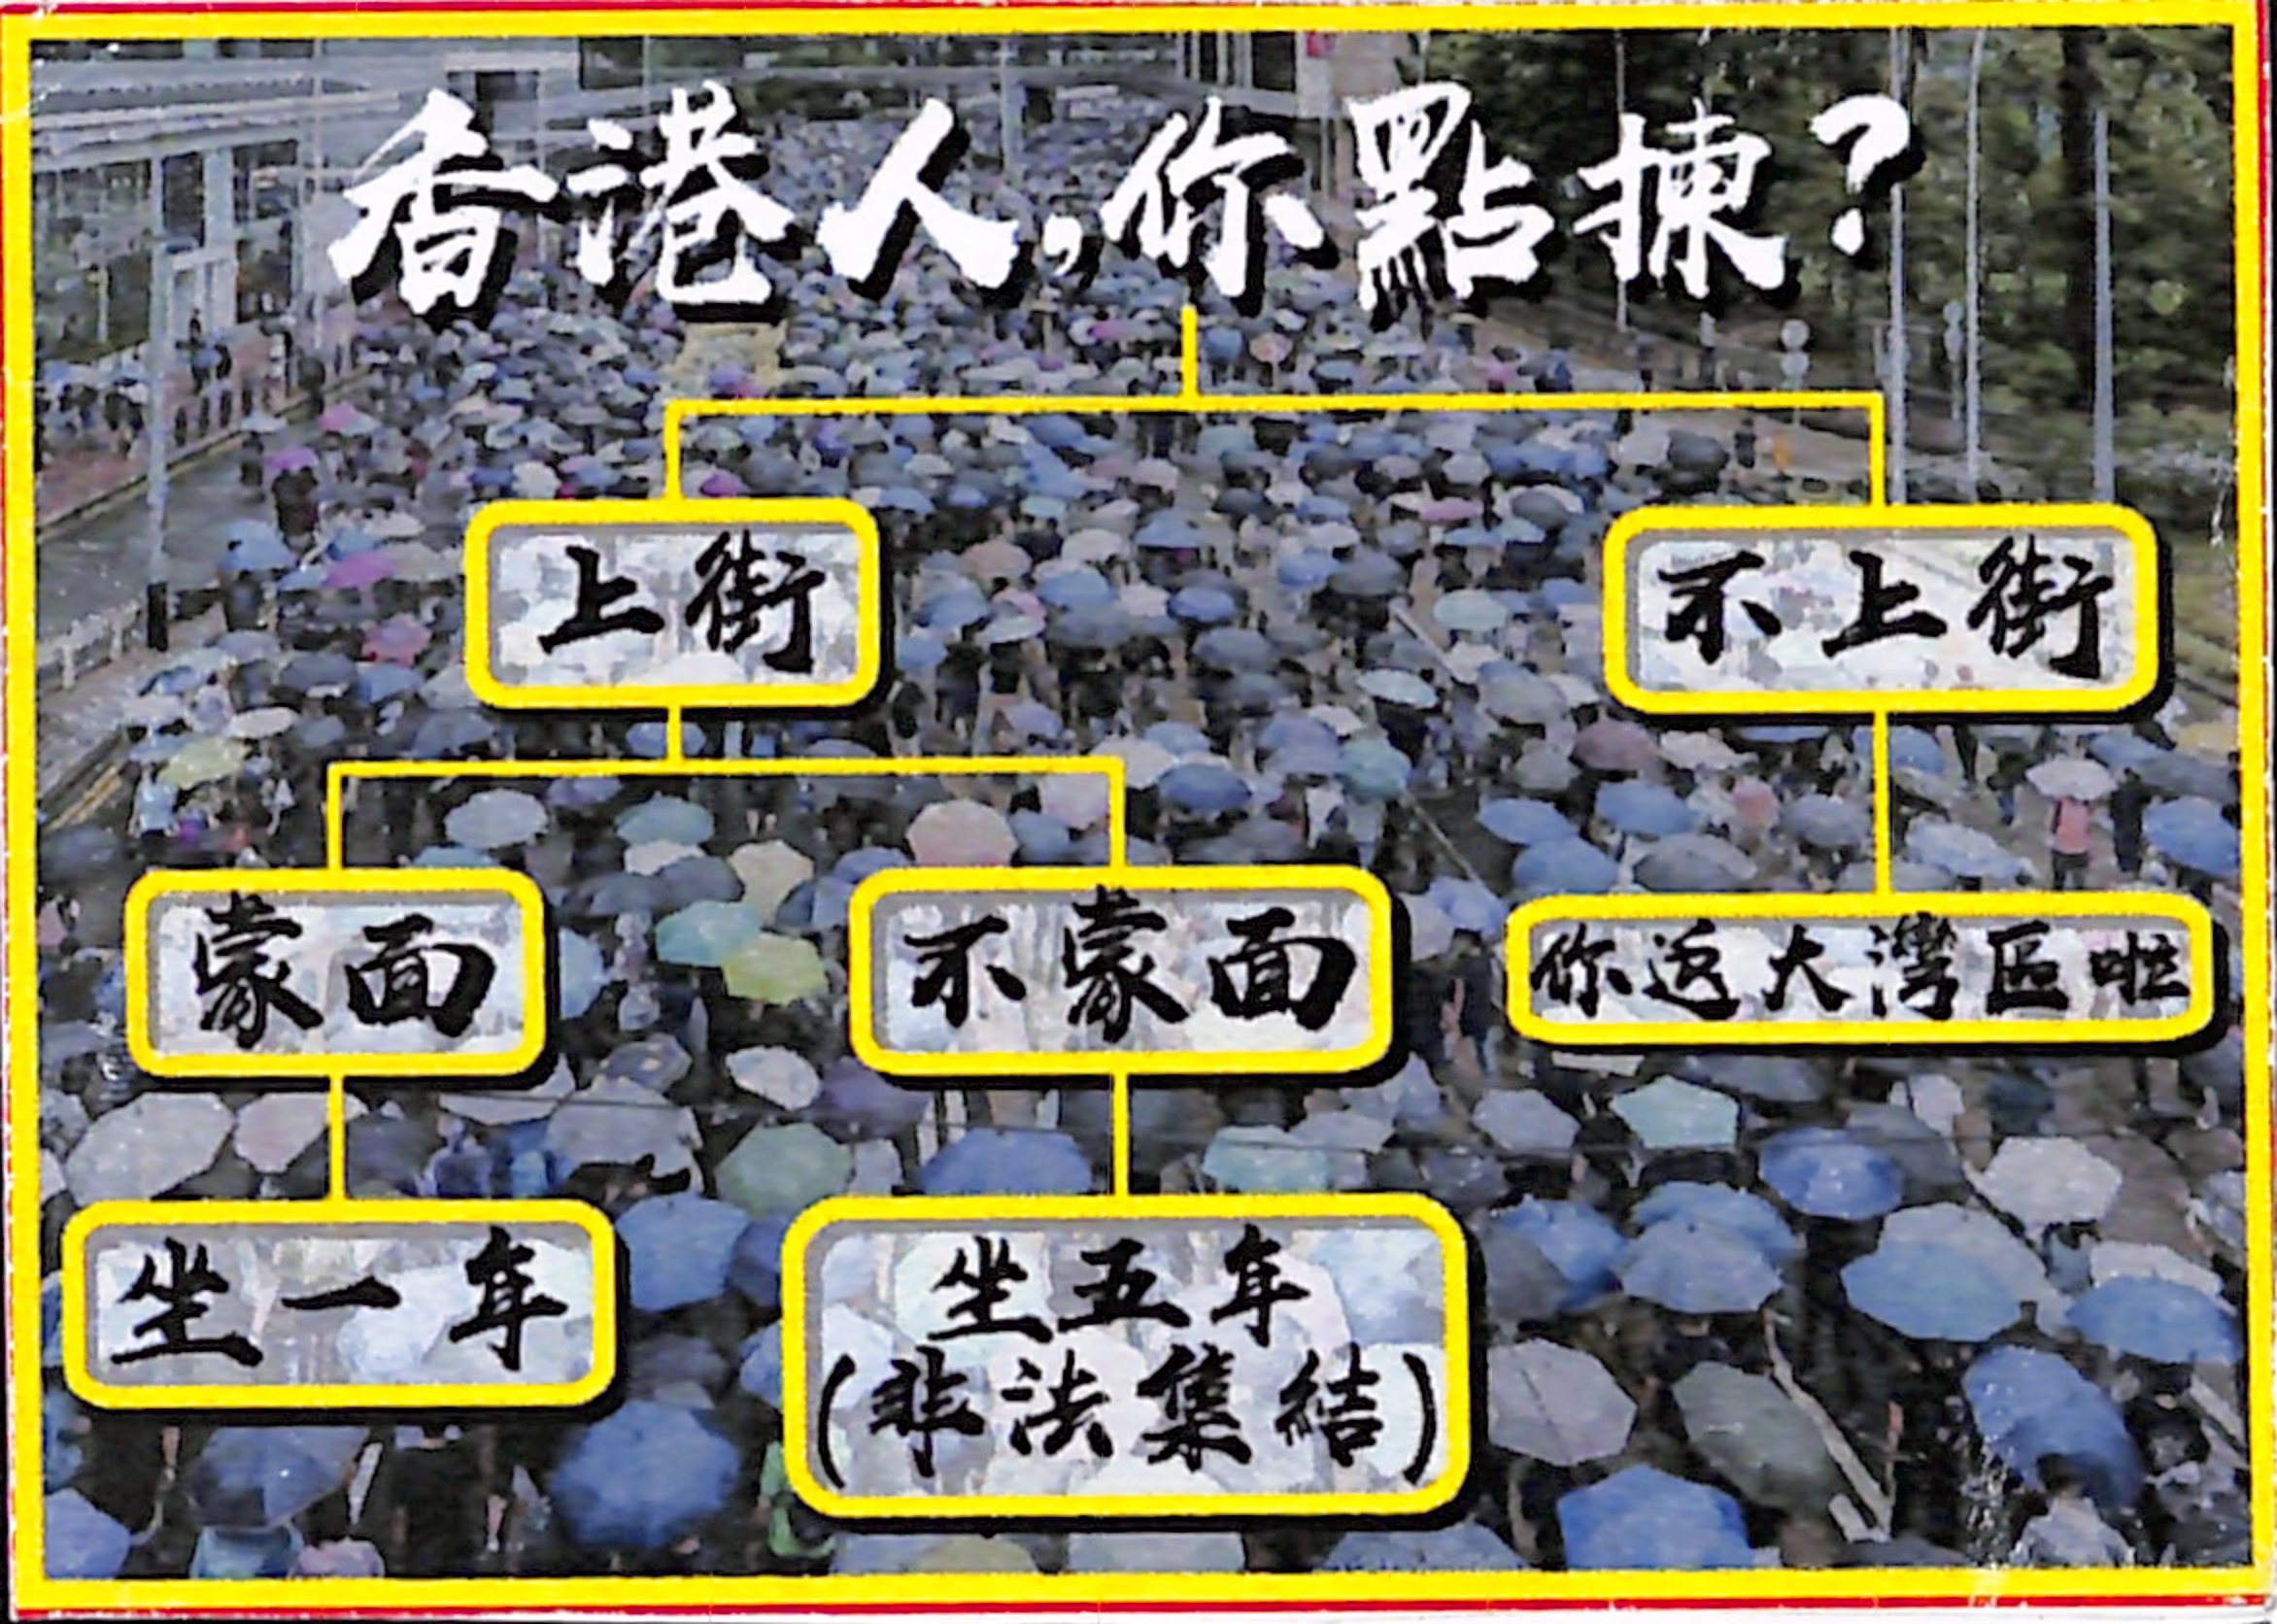 香港人,你點揀?
上街
不上街
蒙面
不蒙面
你返大灣區啦
坐一年
坐五年
(非法集結)